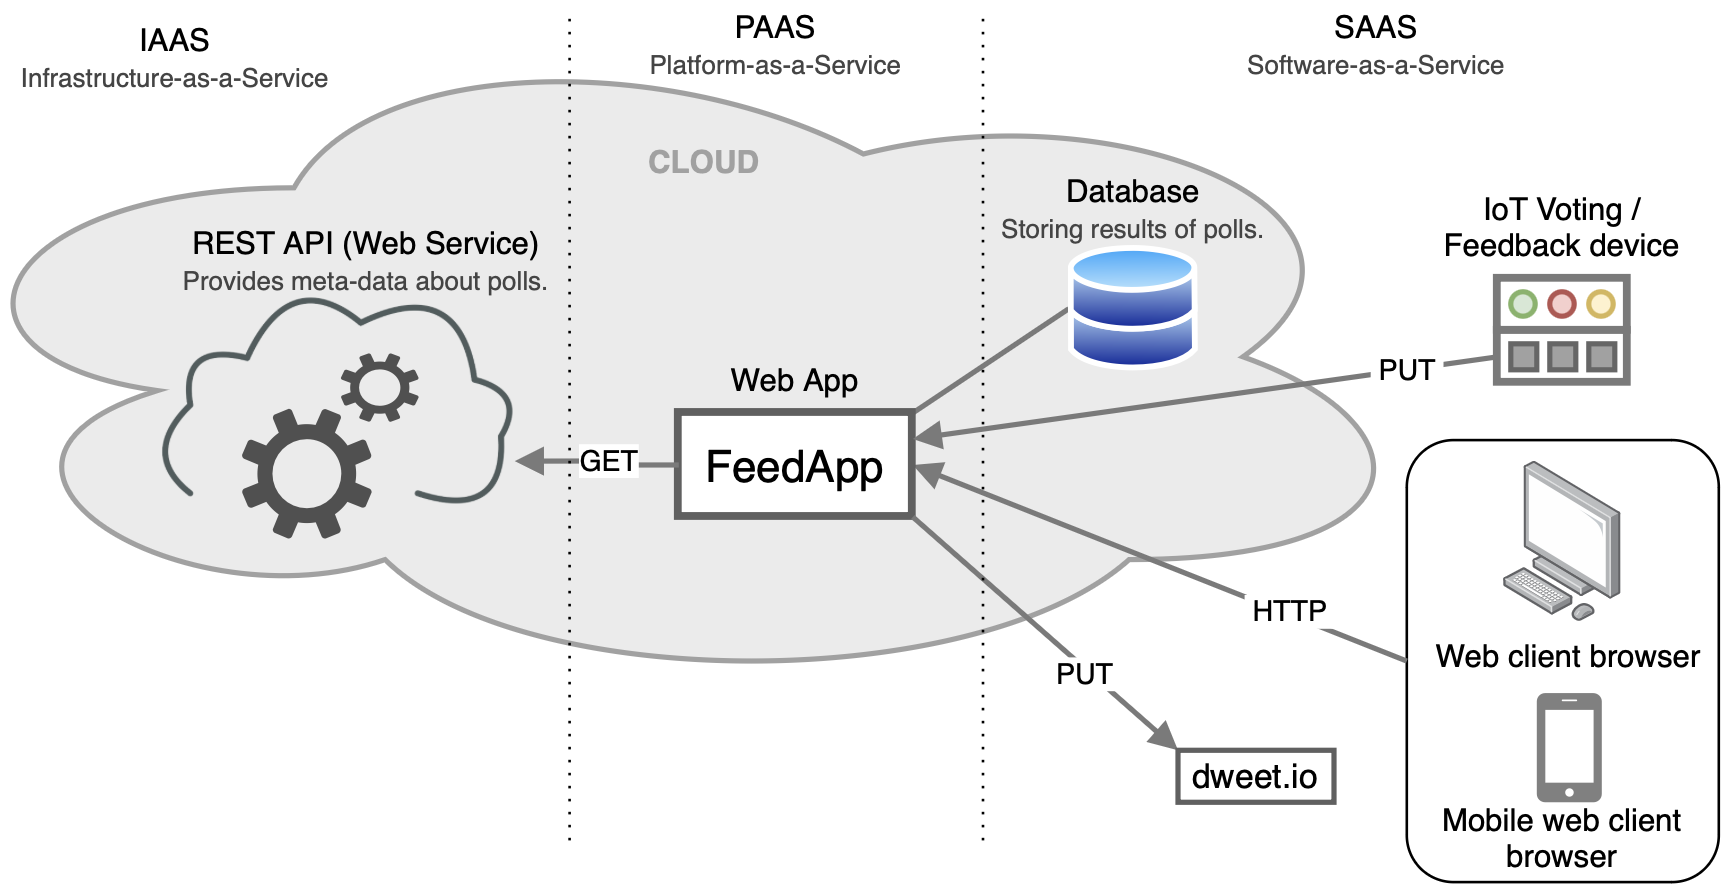 IAAS
Infrastructure-as-a-Service
PAAS
Platform-as-a-Service
SAAS
Software-as-a-Service
CLOUD
REST API (Web Service)
Provides meta-data about polls.
Database
Storing results of polls.
IoT Voting /
Feedback device
Web App
FeedApp
GET
PUT
HTTP
PUT
dweet.io
Web client browser
Mobile web client
browser